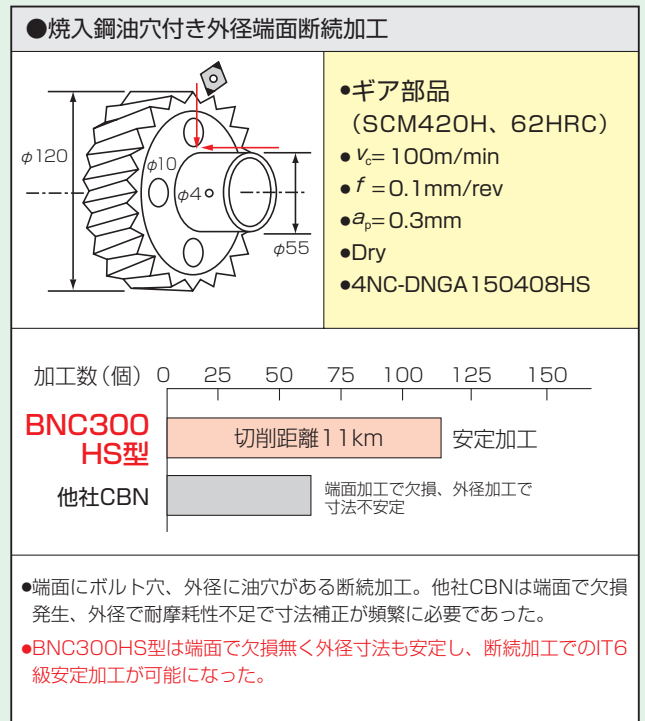 ●焼入鋼油穴付き外径端面断続加工
φ120
φ10
φ4
φ55
●ギア部品
（SCM420H、62HRC）
●vc=100m/min
●f=0.1mm/rev
●ap=0.3mm
●Dry
●4NC-DNGA150408HS
加工数（個） 0 25 50 75 100 125 150
BNC300
HS型
切削距離11km 安定加工
他社CBN
端面加工で欠損、外径加工で
寸法不安定
●端面にボルト穴、外径に油穴がある断続加工。他社CBNは端面で欠損
発生、外径で耐摩耗性不足で寸法補正が頻繁に必要であった。
●BNC300HS型は端面で欠損無く外径寸法も安定し、断続加工でのIT6
級安定加工が可能になった。